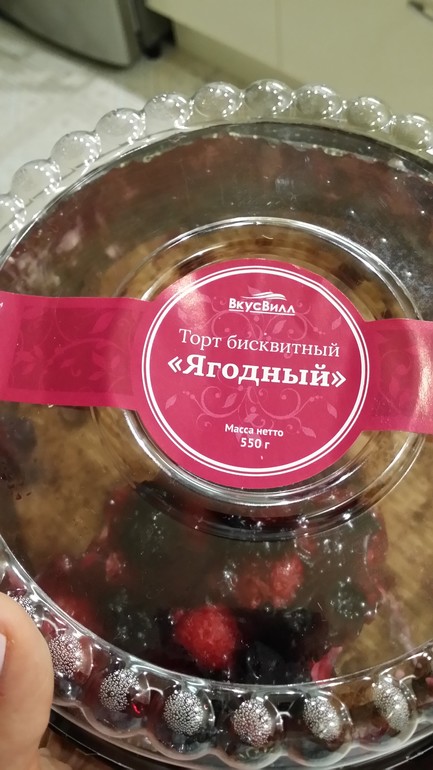 ВкусВилл
Торт бисквитный
«Ягодный»
Масса нетто
550 г